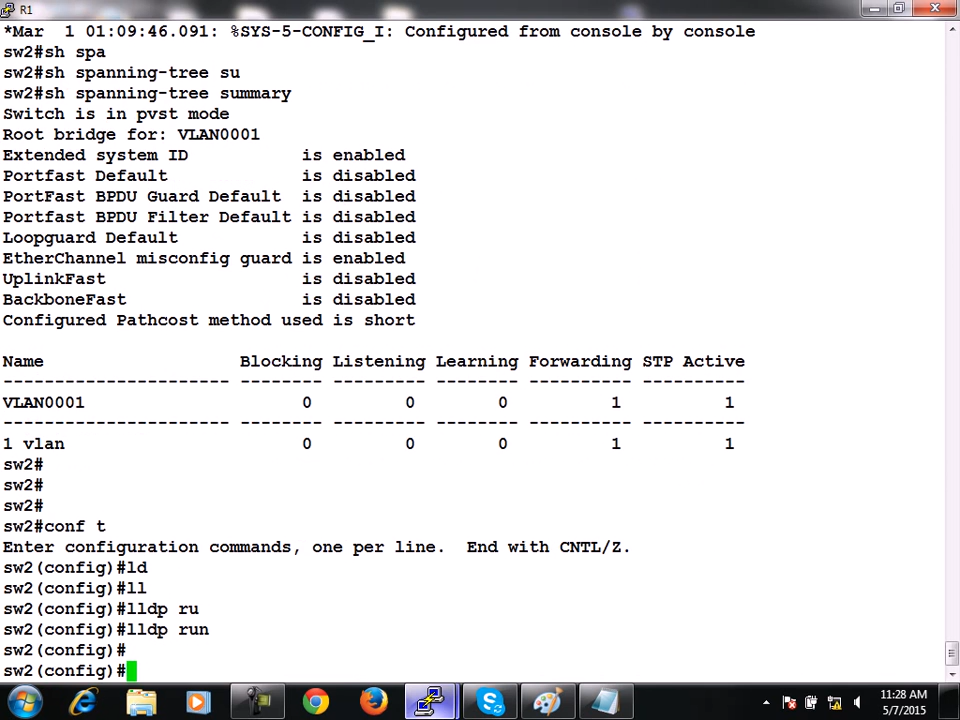 R1
*Mar  1 01:09:46.091: %SYS-5-CONFIG_I: Configured from console by console
sw2#sh spa
sw2#sh spanning-tree su
sw2#sh spanning-tree summary
Switch is in pvst mode
Root bridge for: VLAN0001
Extended system ID           is enabled
Portfast Default             is disabled
PortFast BPDU Guard Default  is disabled
Portfast BPDU Filter Default is disabled
Loopguard Default            is disabled
EtherChannel misconfig guard is enabled
UplinkFast                   is disabled
BackboneFast                 is disabled
Configured Pathcost method used is short
Name                   Blocking Listening Learning Forwarding STP Active
---------------------- -------- --------- -------- ---------- ----------
VLAN0001                     0         0        0          1          1
---------------------- -------- --------- -------- ---------- ----------
1 vlan                       0         0        0          1          1
sw2#
sw2#
sw2#
sw2#conf t
Enter configuration commands, one per line.  End with CNTL/Z.
sw2(config)#ld
sw2(config)#ll
sw2(config)#lldp ru
sw2(config)#lldp run
sw2(config)#
sw2(config)#
11:28 AM
5/7/2015